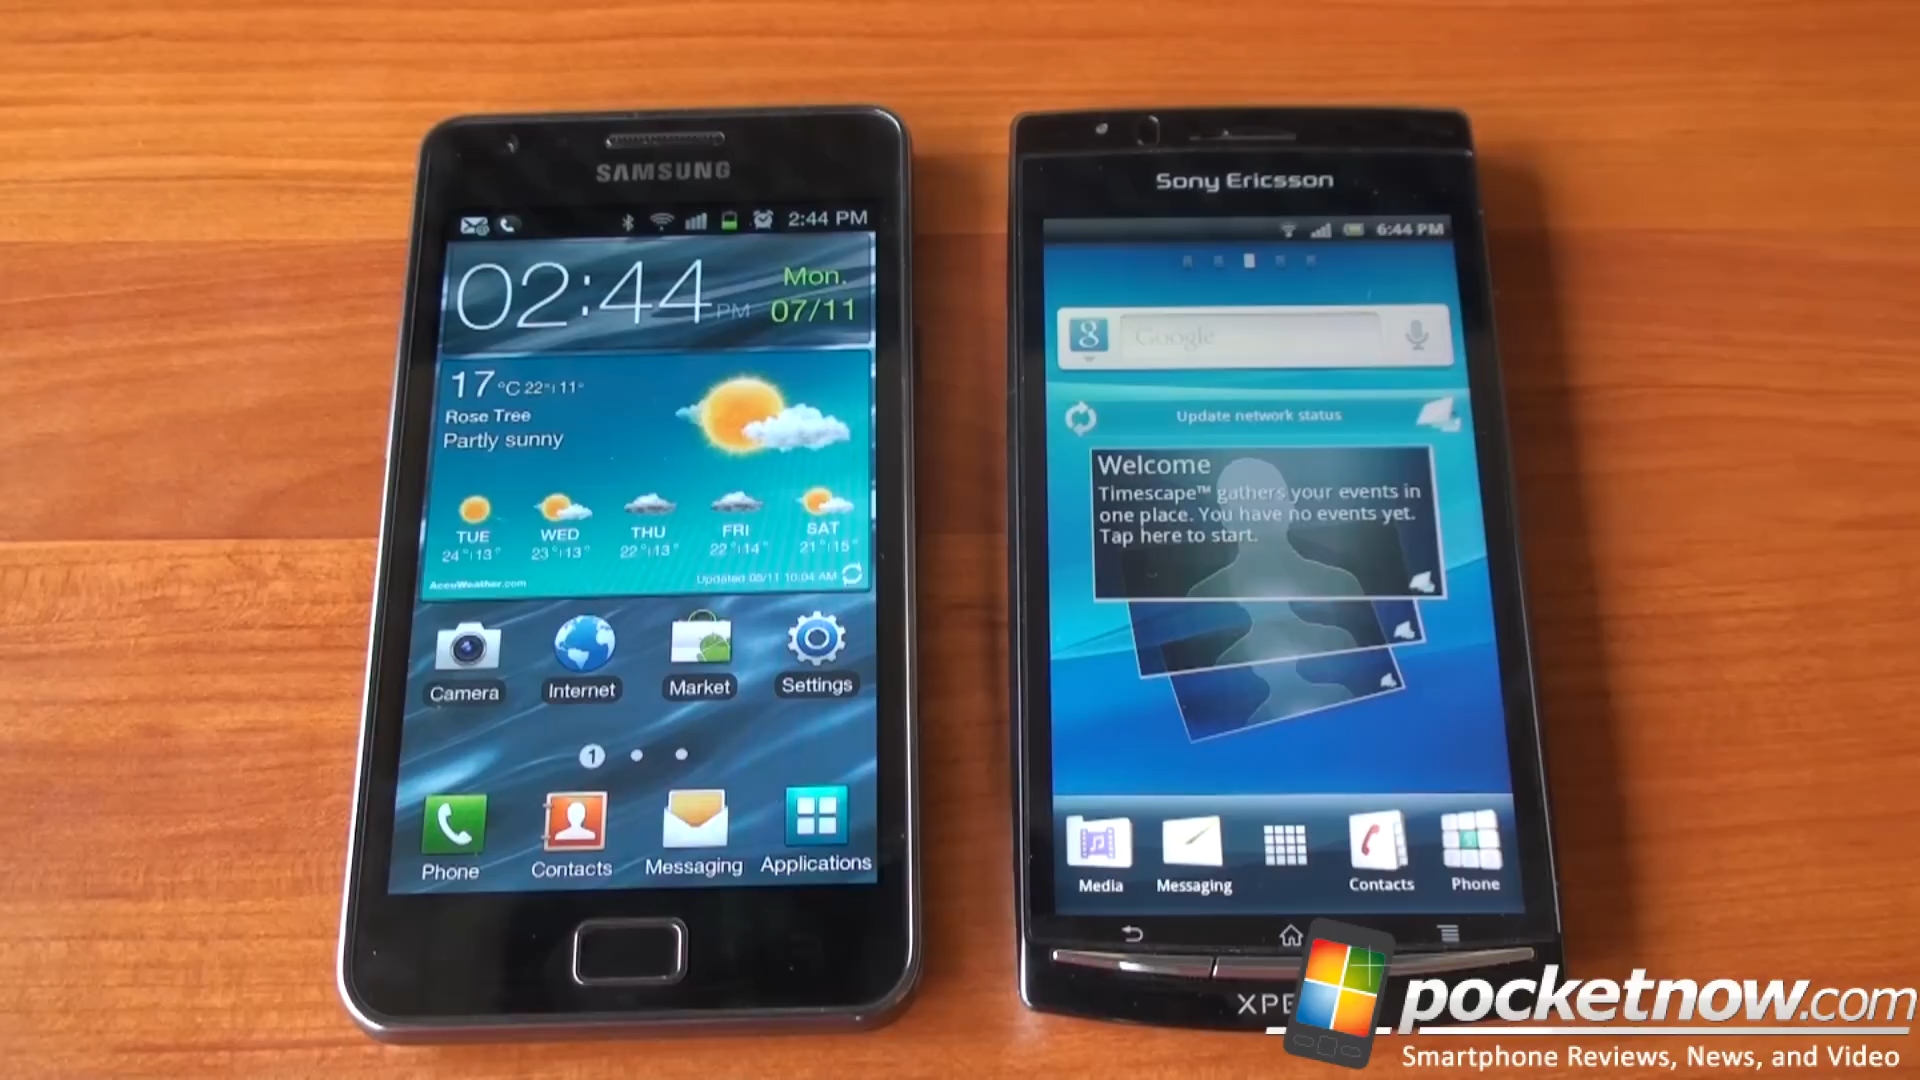 SAMSUNG
2:44 PM
02:44 PM
Mon.
07/11
17 °C 22°|11°
Rose Tree
Partly sunny
TUE WED THU FRI SAT
24°|13° 23°|13° 22°|13° 22°|14° 21°|15°
AccuWeather.com
Updated 05/11 10:04 AM
Camera Internet Market Settings
1
Phone Contacts Messaging Applications
Sony Ericsson
6:44 PM
g Google
Update network status
Welcome
Timescape™ gathers your events in
one place. You have no events yet.
Tap here to start.
Media Messaging Contacts Phone
XPE
pocketnow.com
Smartphone Reviews, News, and Video